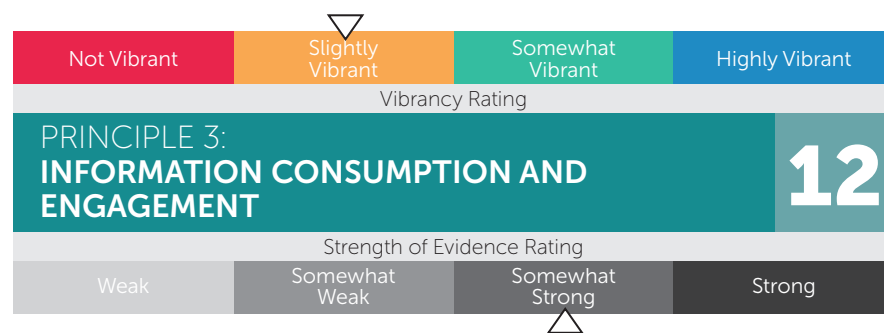 Not Vibrant
Slightly
Vibrant
Somewhat
Vibrant
Highly Vibrant
Vibrancy Rating
PRINCIPLE 3:
INFORMATION CONSUMPTION AND
ENGAGEMENT
12
Strength of Evidence Rating
Weak
Somewhat
Weak
Somewhat
Strong
Strong